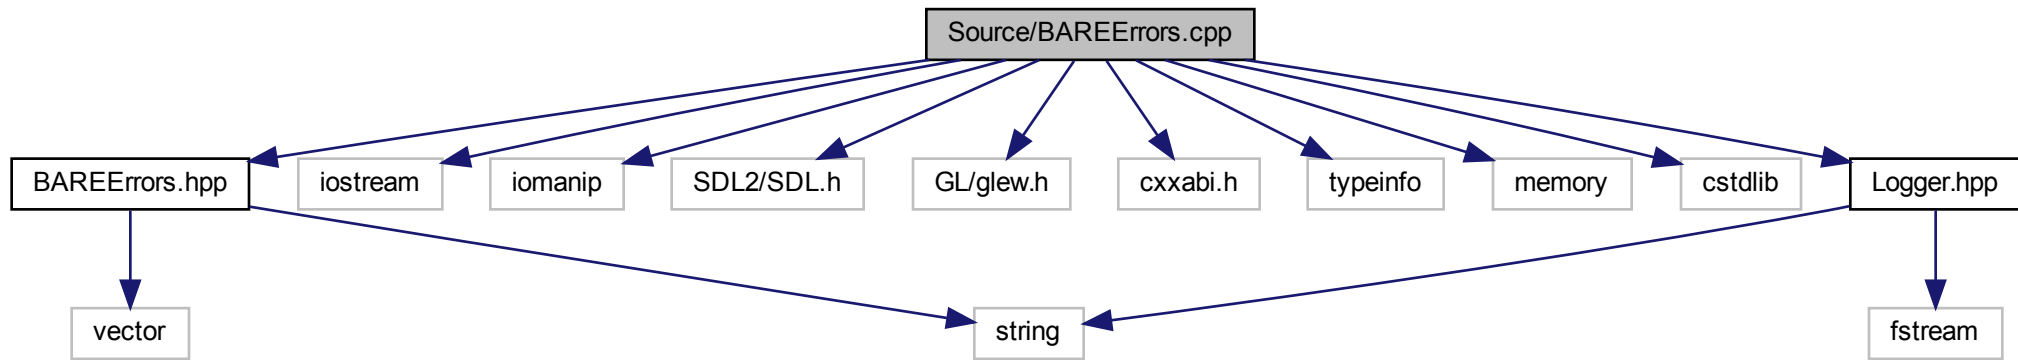 Source/BAREErrors.cpp
BAREErrors.hpp
iostream
iomanip
SDL2/SDL.h
GL/glew.h
cxxabi.h
typeinfo
memory
cstdlib
Logger.hpp
vector
string
fstream